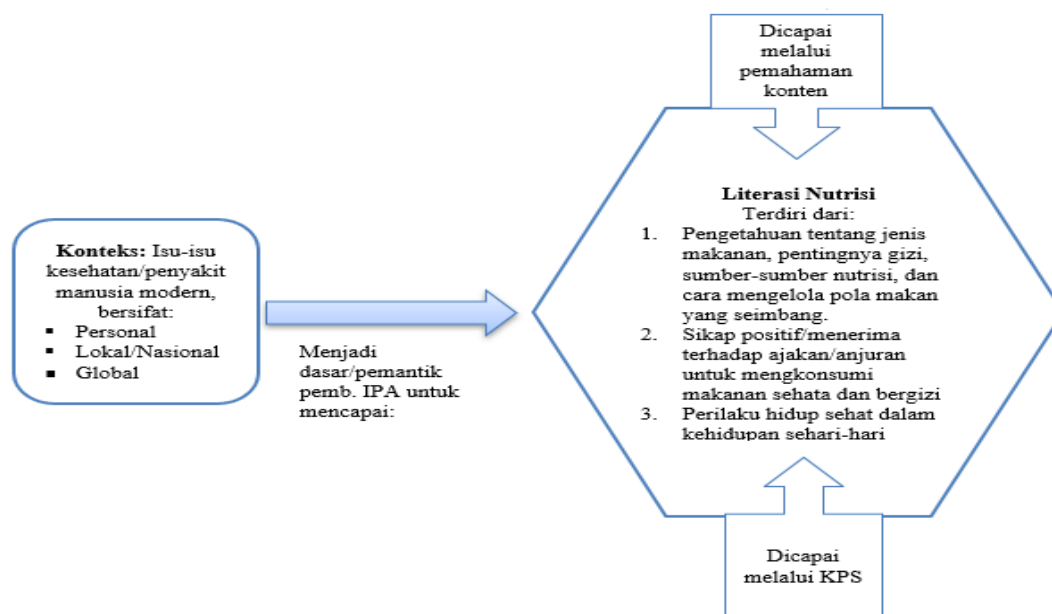 Dicapai
melalui
pemahaman
konten
Konteks: Isu-isu
kesehatan/penyakit
manusia modern,
bersifat:
▪ Personal
▪ Lokal/Nasional
▪ Global
Menjadi
dasar/pemantik
pemb. IPA untuk
mencapai:
Literasi Nutrisi
Terdiri dari:
1. Pengetahuan tentang jenis
makanan, pentingnya gizi,
sumber-sumber nutrisi, dan
cara mengelola pola makan
yang seimbang.
2. Sikap positif/menerima
terhadap ajakan/anjuran
untuk mengkonsumi
makanan sehata dan bergizi
3. Perilaku hidup sehat dalam
kehidupan sehari-hari
Dicapai
melalui KPS